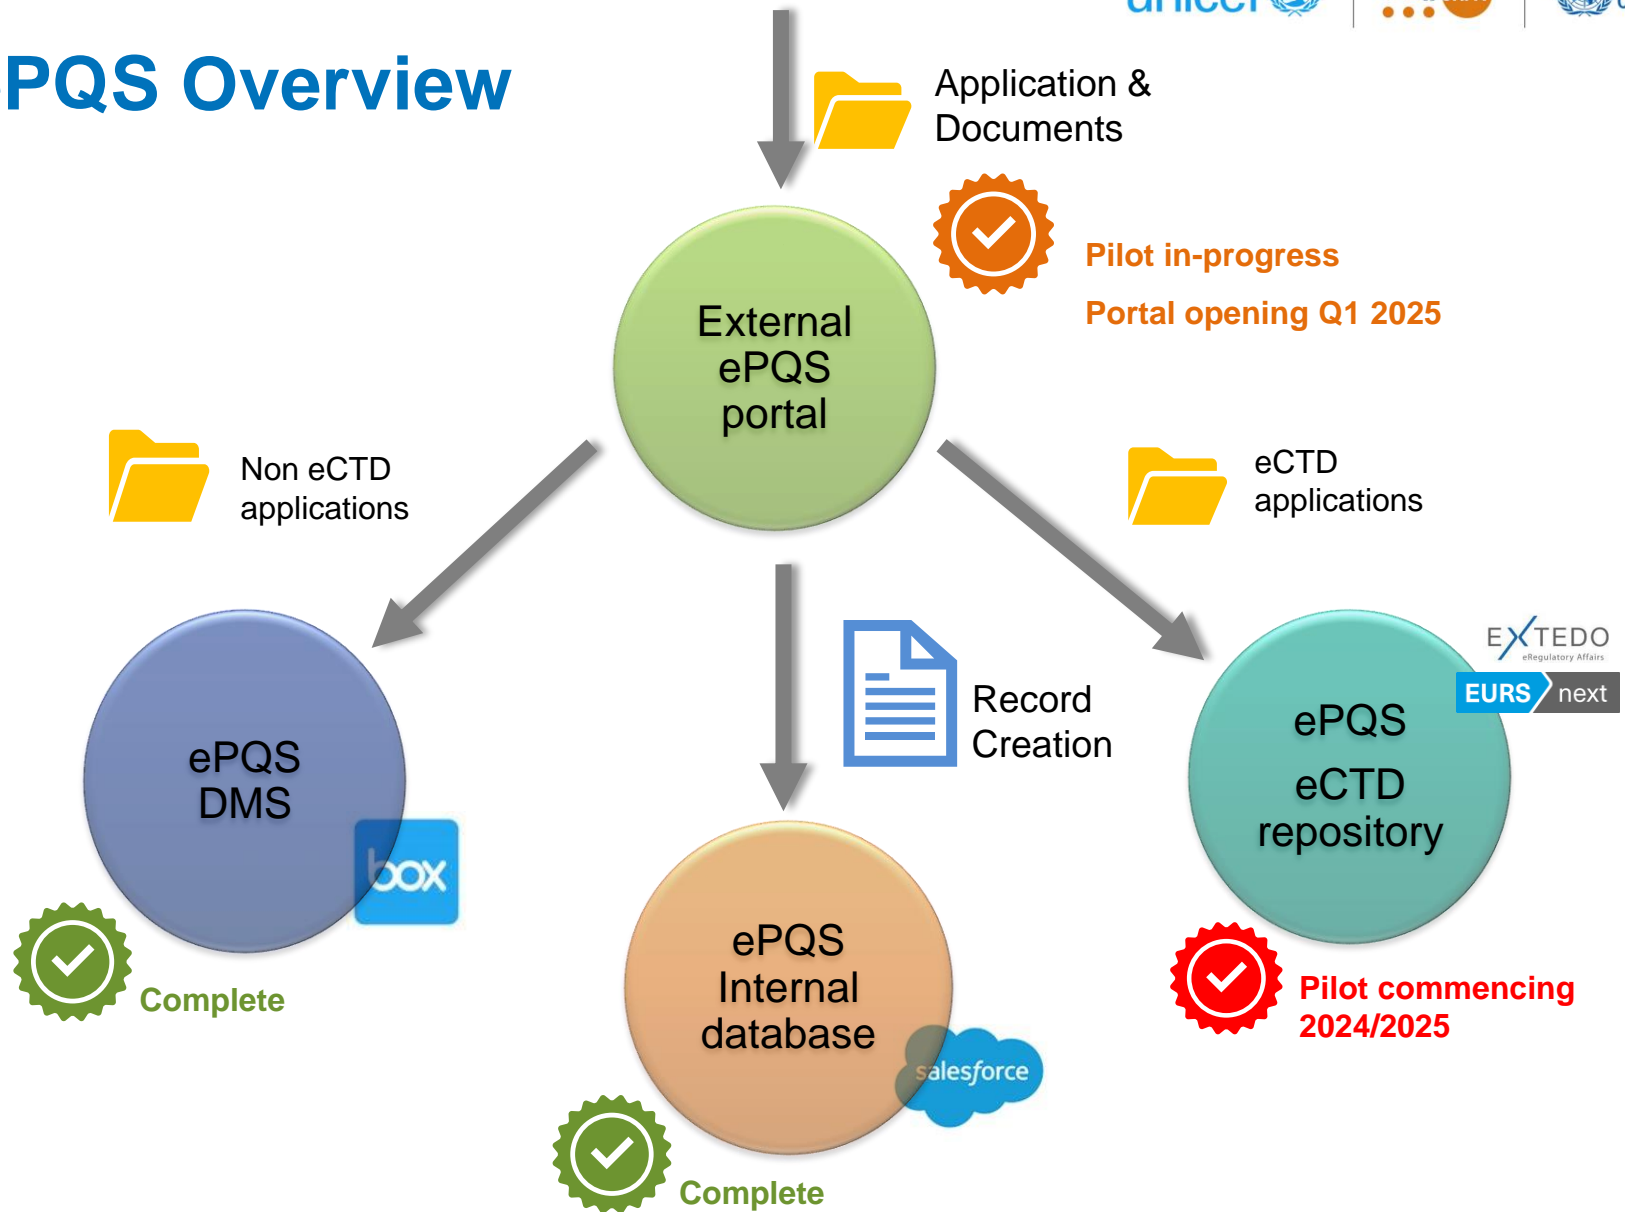 unicef
PQS Overview
Application &
Documents
Pilot in-progress
Portal opening Q1 2025
External
ePQS
portal
Non eCTD
applications
eCTD
applications
EXTEDO
eRegulatory Affairs
EURS next
Record
Creation
ePQS
DMS
ePQS
eCTD
repository
box
ePQS
Internal
database
Complete
Pilot commencing
2024/2025
salesforce
Complete